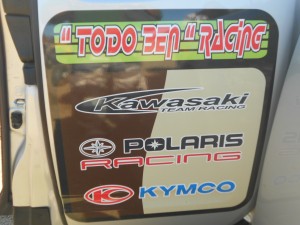 "TODO BEN" RACING
Kawasaki
TEAM RACING
POLARIS
RACING
K KYMCO